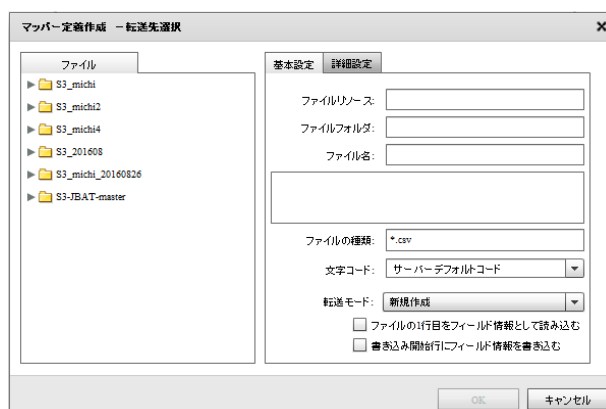 マッパー定義作成 －転送先選択
ファイル
S3_michi
S3_michi2
S3_michi4
S3_201608
S3_michi_20160826
S3-JBAT-master
基本設定 詳細設定
ファイルリソース:
ファイルフォルダ:
ファイル名:
ファイルの種類: *.csv
文字コード: サーバーデフォルトコード
転送モード: 新規作成
ファイルの1行目をフィールド情報として読み込む
書き込み開始行にフィールド情報を書き込む
OK キャンセル